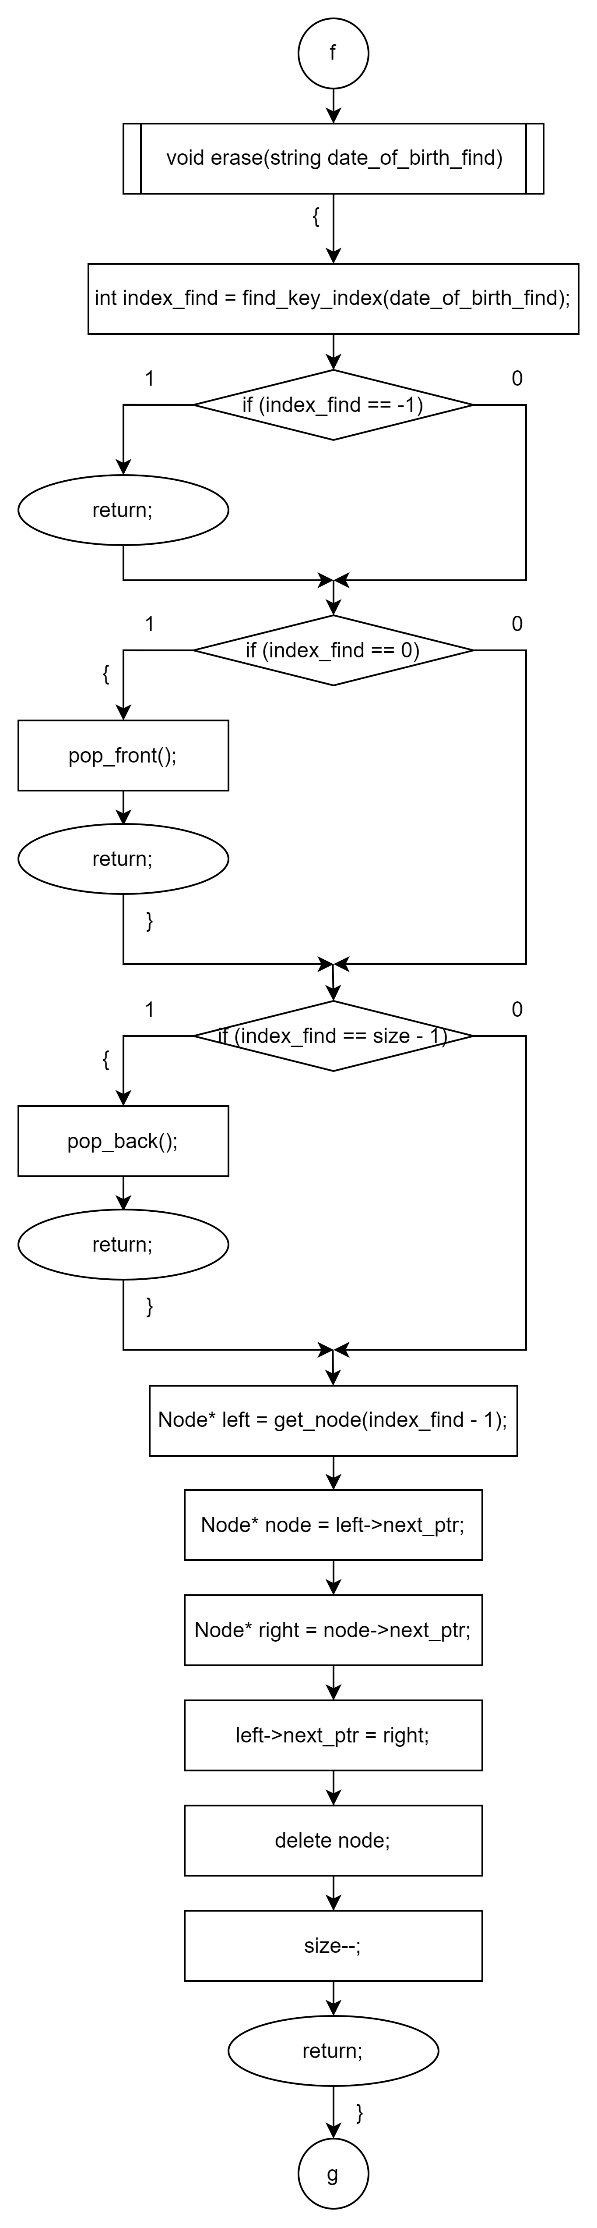 f
void erase(string date_of_birth_find)
{
int index_find = find_key_index(date_of_birth_find);
1
0
if (index_find == -1)
return;
1
0
if (index_find == 0)
{
pop_front();
return;
}
1
0
if (index_find == size - 1)
{
pop_back();
return;
}
Node* left = get_node(index_find - 1);
Node* node = left->next_ptr;
Node* right = node->next_ptr;
left->next_ptr = right;
delete node;
size--;
return;
}
g